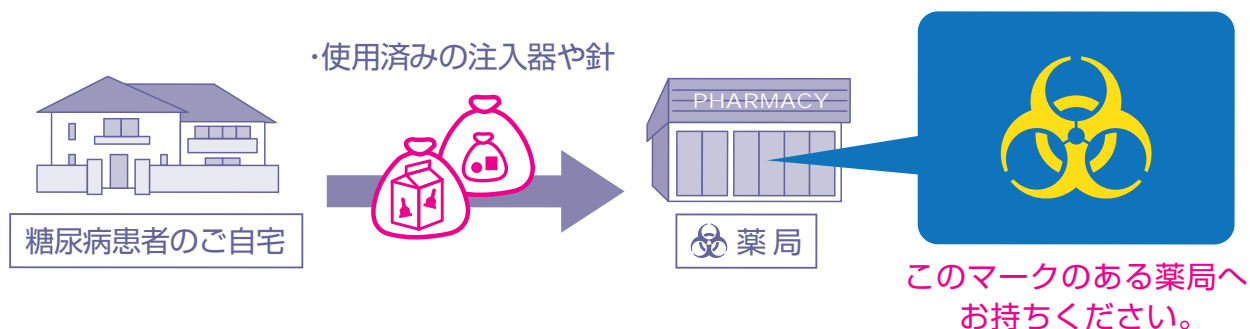 ・使用済みの注入器や針
PHARMACY
糖尿病患者のご自宅
薬局
このマークのある薬局へ
お持ちください。